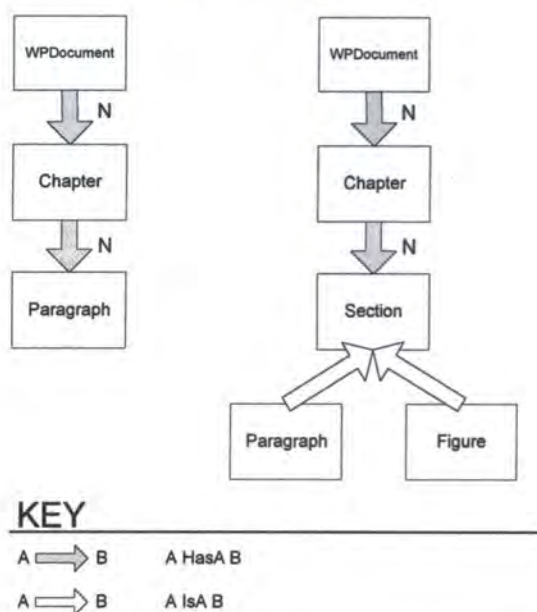 WPDocument
N
Chapter
N
Paragraph
WPDocument
N
Chapter
N
Section
Paragraph
Figure
KEY
A B A HasA B
A B A IsA B